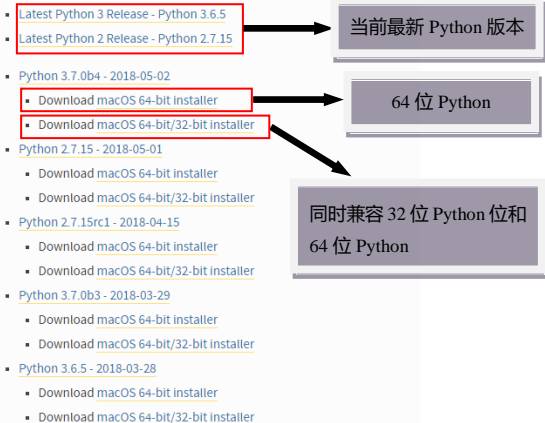 Latest Python 3 Release - Python 3.6.5
Latest Python 2 Release - Python 2.7.15
当前最新 Python 版本
Python 3.7.0b4 - 2018-05-02
Download macOS 64-bit installer
64 位 Python
Download macOS 64-bit/32-bit installer
Python 2.7.15 - 2018-05-01
Download macOS 64-bit installer
Download macOS 64-bit/32-bit installer
同时兼容 32 位 Python 位和
64 位 Python
Python 2.7.15rc1 - 2018-04-15
Download macOS 64-bit installer
Download macOS 64-bit/32-bit installer
Python 3.7.0b3 - 2018-03-29
Download macOS 64-bit installer
Download macOS 64-bit/32-bit installer
Python 3.6.5 - 2018-03-28
Download macOS 64-bit installer
Download macOS 64-bit/32-bit installer